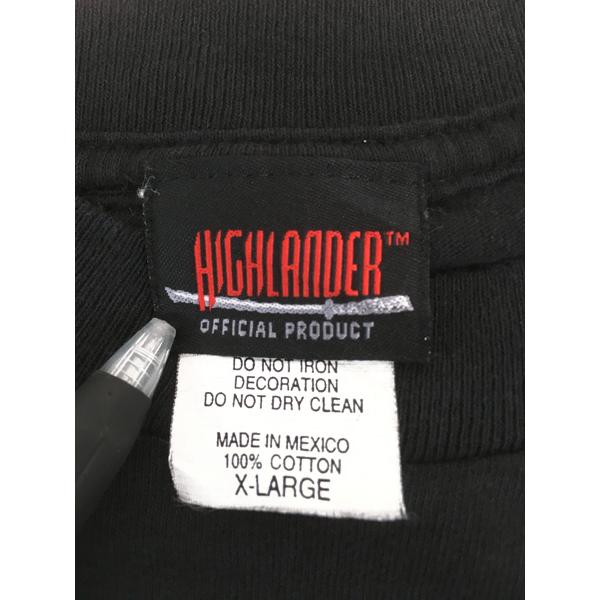 HIGHLANDER™
OFFICIAL PRODUCT
DO NOT IRON
DECORATION
DO NOT DRY CLEAN
MADE IN MEXICO
100% COTTON
X-LARGE